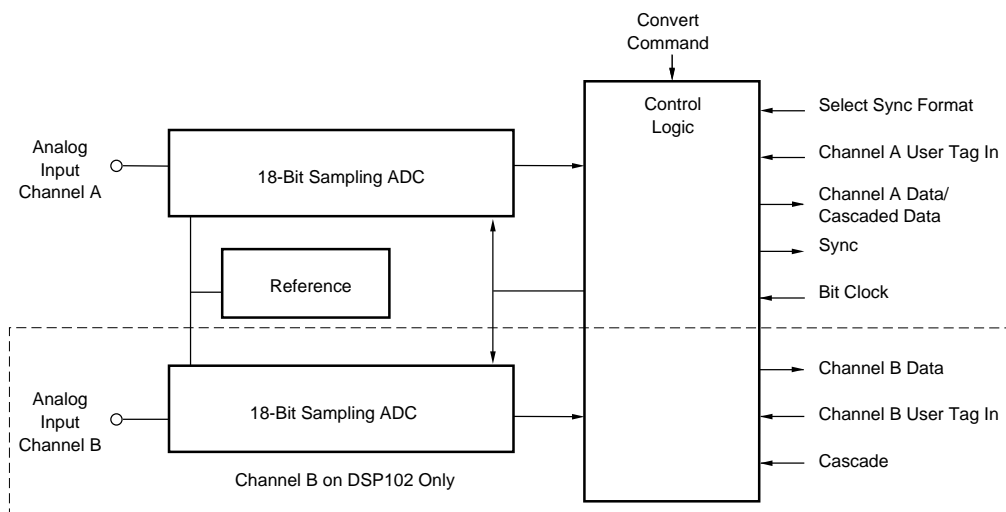 Convert
Command
Control
Logic
Select Sync Format
Analog
Input
Channel A
18-Bit Sampling ADC
Channel A User Tag In
Channel A Data/
Cascaded Data
Sync
Reference
Bit Clock
Channel B Data
Analog
Input
Channel B
18-Bit Sampling ADC
Channel B User Tag In
Cascade
Channel B on DSP102 Only